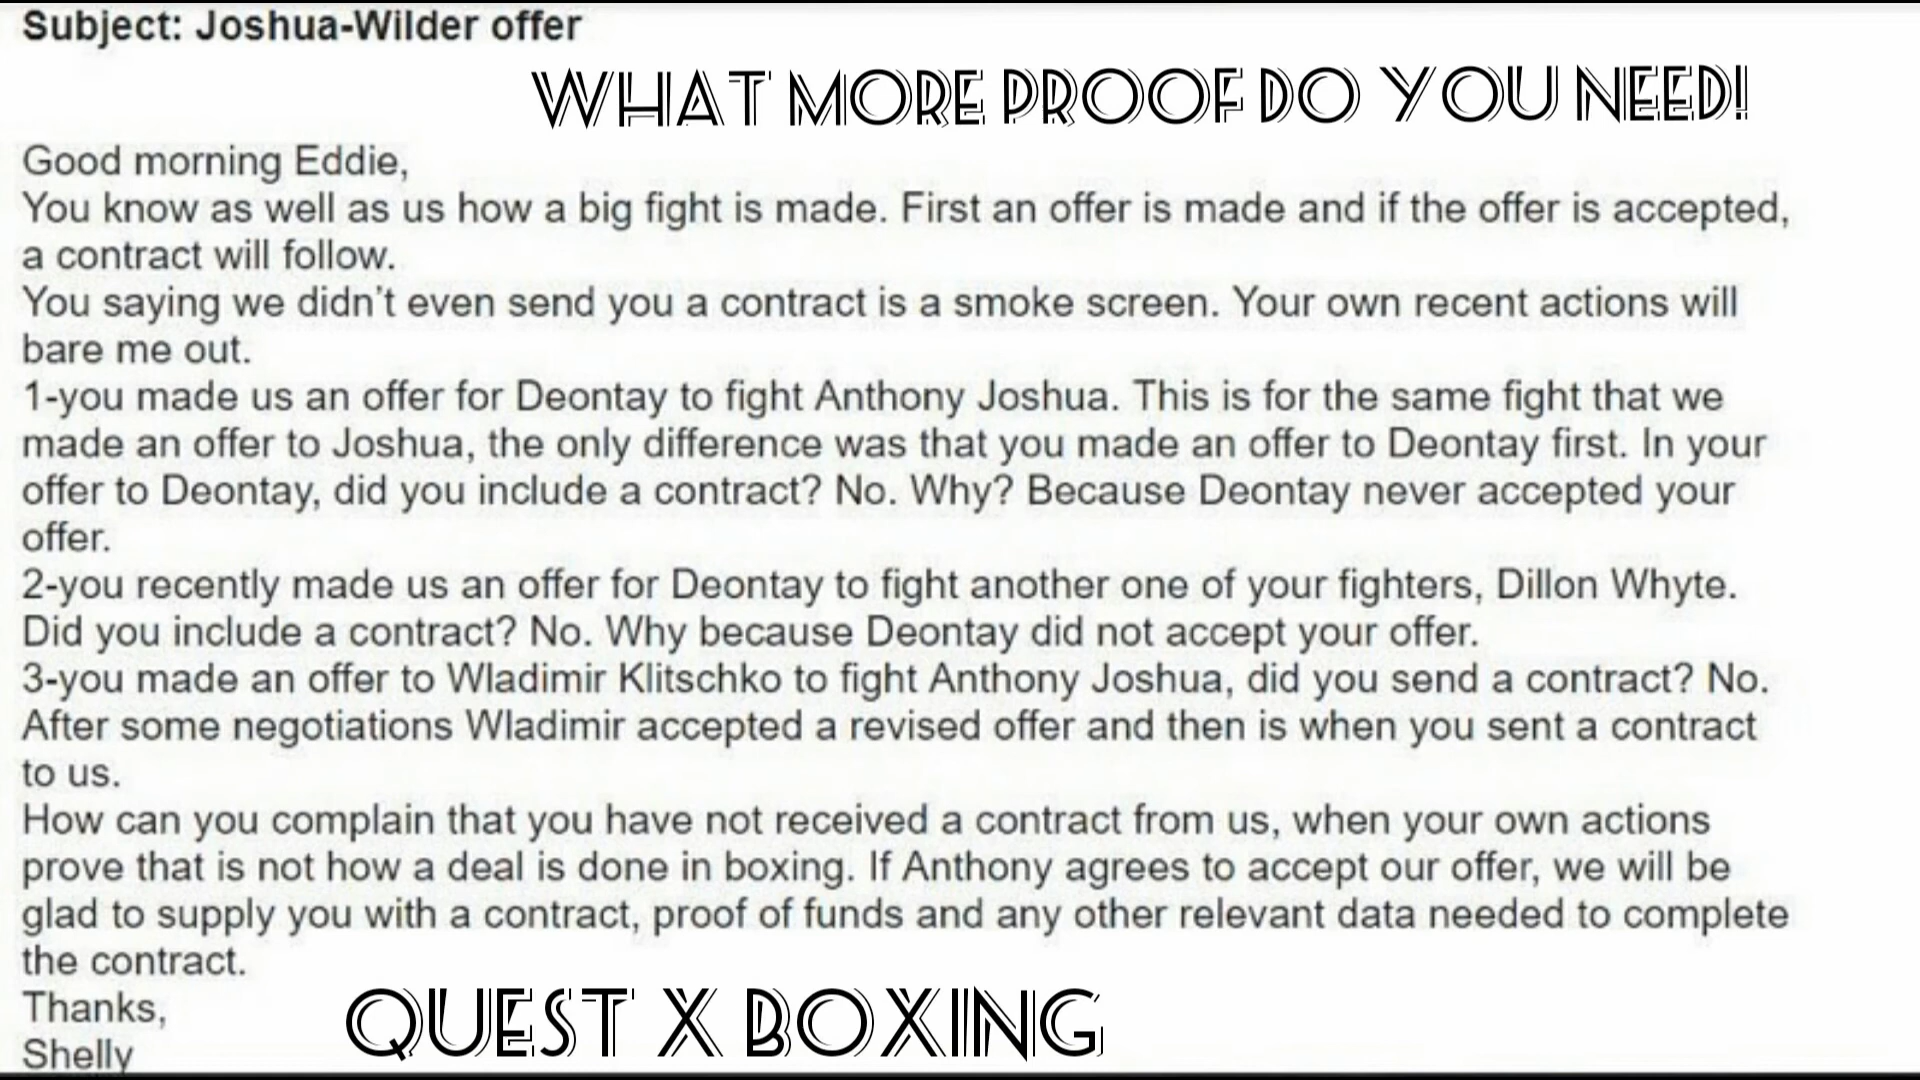 Subject: Joshua-Wilder offer
WHAT MORE PROOF DO YOU NEED!
Good morning Eddie,
You know as well as us how a big fight is made. First an offer is made and if the offer is accepted,
a contract will follow.
You saying we didn't even send you a contract is a smoke screen. Your own recent actions will
bare me out.
1-you made us an offer for Deontay to fight Anthony Joshua. This is for the same fight that we
made an offer to Joshua, the only difference was that you made an offer to Deontay first. In your
offer to Deontay, did you include a contract? No. Why? Because Deontay never accepted your
offer.
2-you recently made us an offer for Deontay to fight another one of your fighters, Dillon Whyte.
Did you include a contract? No. Why because Deontay did not accept your offer.
3-you made an offer to Wladimir Klitschko to fight Anthony Joshua, did you send a contract? No.
After some negotiations Wladimir accepted a revised offer and then is when you sent a contract
to us.
How can you complain that you have not received a contract from us, when your own actions
prove that is not how a deal is done in boxing. If Anthony agrees to accept our offer, we will be
glad to supply you with a contract, proof of funds and any other relevant data needed to complete
the contract.
Thanks,
QUEST X BOXING
Shelly